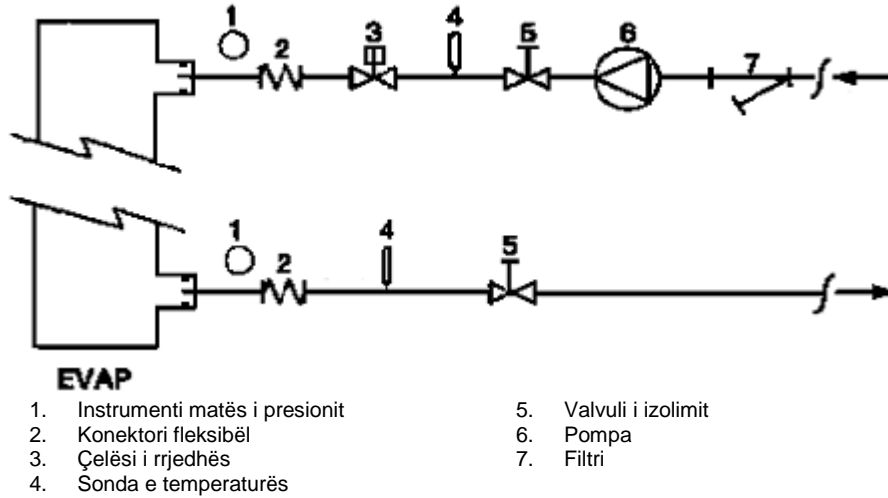 1
2
3
4
5
6
7
1
2
4
5
EVAP
1. Instrumenti matës i presionit
2. Konektori fleksibël
3. Çelësi i rrjedhës
4. Sonda e temperaturës
5. Valvuli i izolimit
6. Pompa
7. Filtri